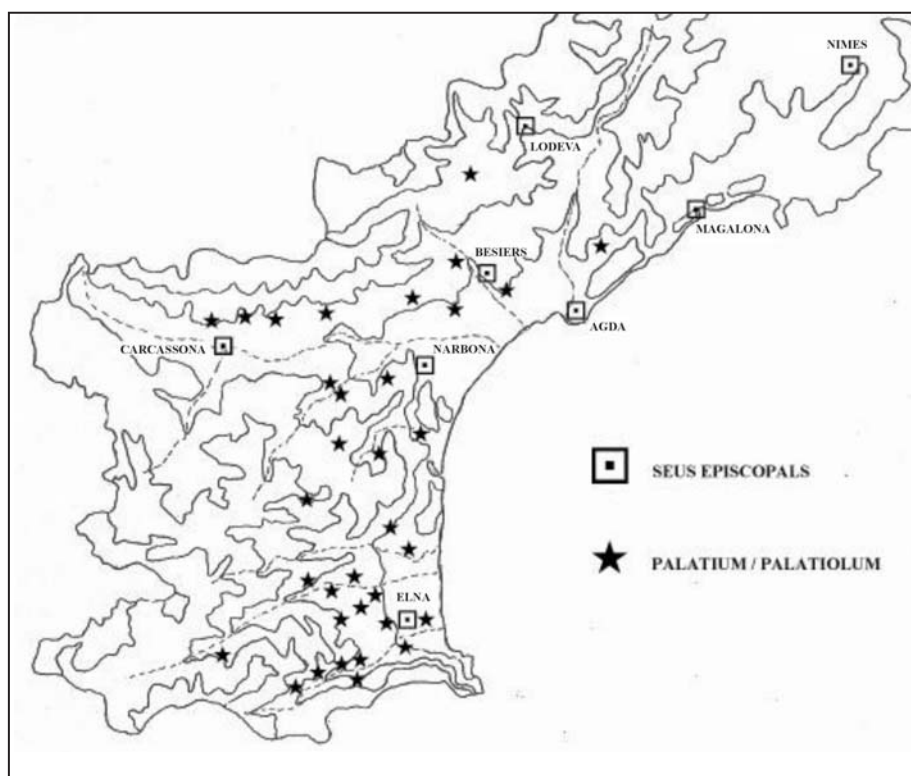 NIMES
LODEVA
MAGALONA
BESIERS
AGDA
CARCASSONA
NARBONA
SEUS EPISCOPALS
PALATIUM / PALATIOLUM
ELNA